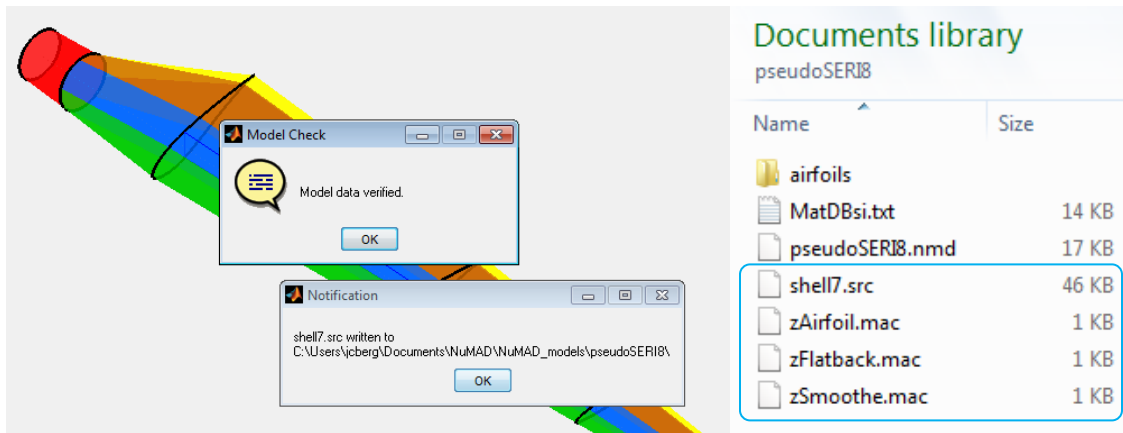 Model Check
Model data verified.
OK
Notification
shell7.src written to
C:\Users\jcberg\Documents\NuMAD\NuMAD_models\pseudoSERI8\
OK
Documents library
pseudoSERI8
Name Size
airfoils
MatDBsi.txt 14 KB
pseudoSERI8.nmd 17 KB
shell7.src 46 KB
zAirfoil.mac 1 KB
zFlatback.mac 1 KB
zSmoothe.mac 1 KB